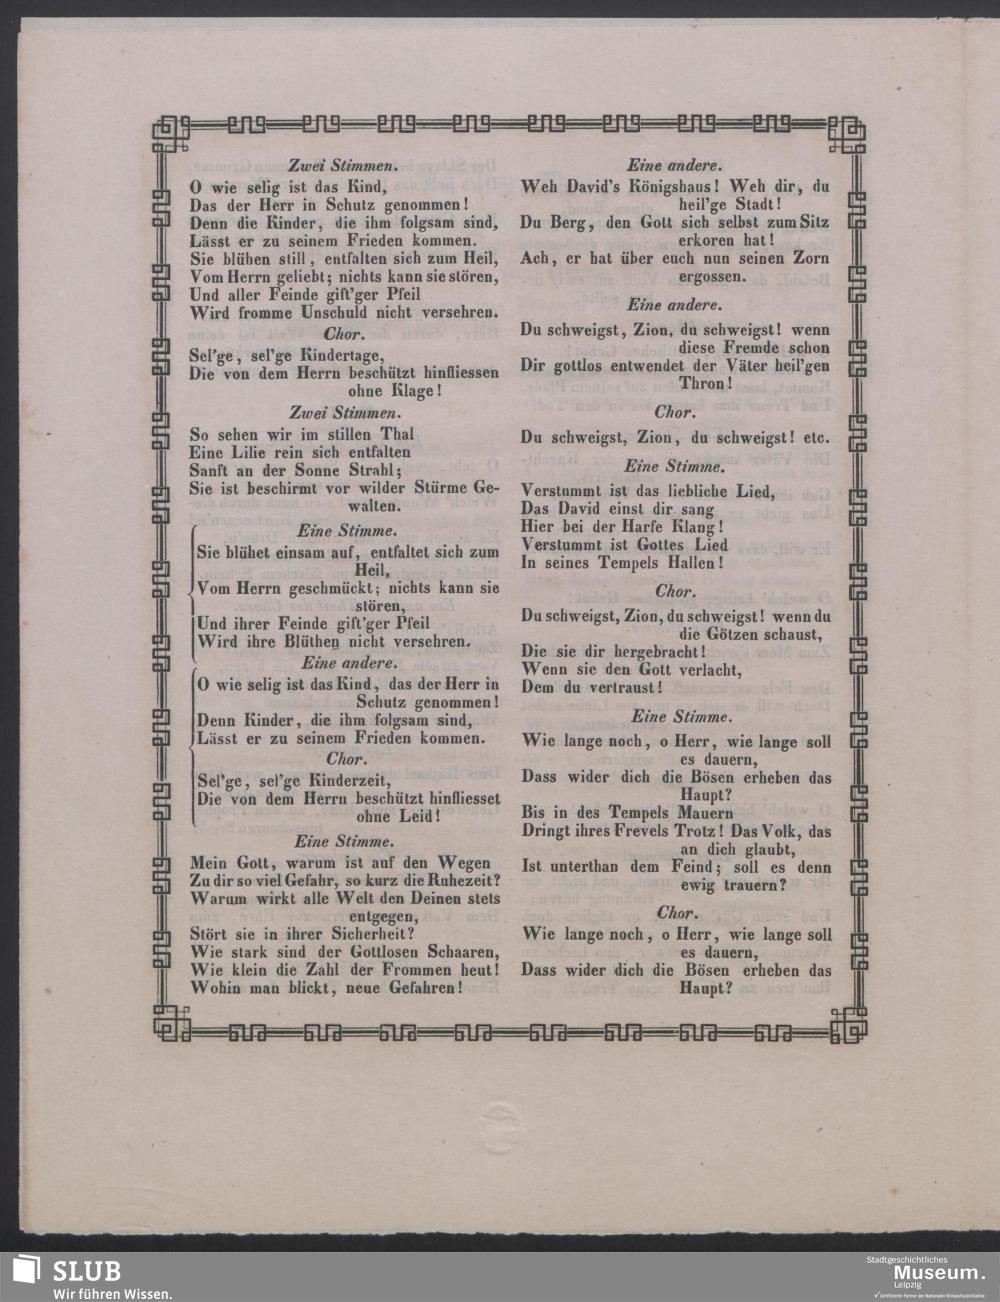 Zwei Stimmen.
O wie selig ist das Kind,
Das der Herr in Schutz genommen!
Denn die Kinder, die ihm folgsam sind,
Lässt er zu seinem Frieden kommen.
Sie blühen still, entfalten sich zum Heil,
Vom Herrn geliebt; nichts kann sie stören,
Und aller Feinde gift'ger Pfeil
Wird fromme Unschuld nicht versehren.
Chor.
Sel'ge, sel'ge Kindertage,
Die von dem Herrn beschützt hinfliessen
ohne Klage!
Zwei Stimmen.
So sehen wir im stillen Thal
Eine Lilie rein sich entfalten
Sanft an der Sonne Strahl;
Sie ist beschirmt vor wilder Stürme Ge-
walten.
Eine Stimme.
Sie blühet einsam auf, entfaltet sich zum
Heil,
Vom Herrn geschmückt; nichts kann sie
stören,
Und ihrer Feinde gift'ger Pfeil
Wird ihre Blüthen nicht versehren.
Eine andere.
O wie selig ist das Kind, das der Herr in
Schutz genommen!
Denn Kinder, die ihm folgsam sind,
Lässt er zu seinem Frieden kommen.
Chor.
Sel'ge, sel'ge Kinderzeit,
Die von dem Herrn beschützt hinfliesset
ohne Leid!
Eine Stimme.
Mein Gott, warum ist auf den Wegen
Zu dir so viel Gefahr, so kurz die Ruhezeit?
Warum wirkt alle Welt den Deinen stets
entgegen,
Stört sie in ihrer Sicherheit?
Wie stark sind der Gottlosen Schaaren,
Wie klein die Zahl der Frommen heut!
Wohin man blickt, neue Gefahren!
Eine andere.
Weh David's Königshaus! Weh dir, du
heil'ge Stadt!
Du Berg, den Gott sich selbst zum Sitz
erkoren hat!
Ach, er hat über euch nun seinen Zorn
ergossen.
Eine andere.
Du schweigst, Zion, du schweigst! wenn
diese Fremde schon
Dir gottlos entwendet der Väter heil'gen
Thron!
Chor.
Du schweigst, Zion, du schweigst! etc.
Eine Stimme.
Verstummt ist das liebliche Lied,
Das David einst dir sang
Hier bei der Harfe Klang!
Verstummt ist Gottes Lied
In seines Tempels Hallen!
Chor.
Du schweigst, Zion, du schweigst! wenn du
die Götzen schaust,
Die sie dir hergebracht!
Wenn sie den Gott verlacht,
Dem du vertraust!
Eine Stimme.
Wie lange noch, o Herr, wie lange soll
es dauern,
Dass wider dich die Bösen erheben das
Haupt?
Bis in des Tempels Mauern
Dringt ihres Frevels Trotz! Das Volk, das
an dich glaubt,
Ist unterthan dem Feind; soll es denn
ewig trauern?
Chor.
Wie lange noch, o Herr, wie lange soll
es dauern,
Dass wider dich die Bösen erheben das
Haupt?
SLUB
Wir führen Wissen.
Stadtgeschichtliches
Museum.
Leipzig
Zertifizierter Partner der Nationalen Klimaschutzinitiative